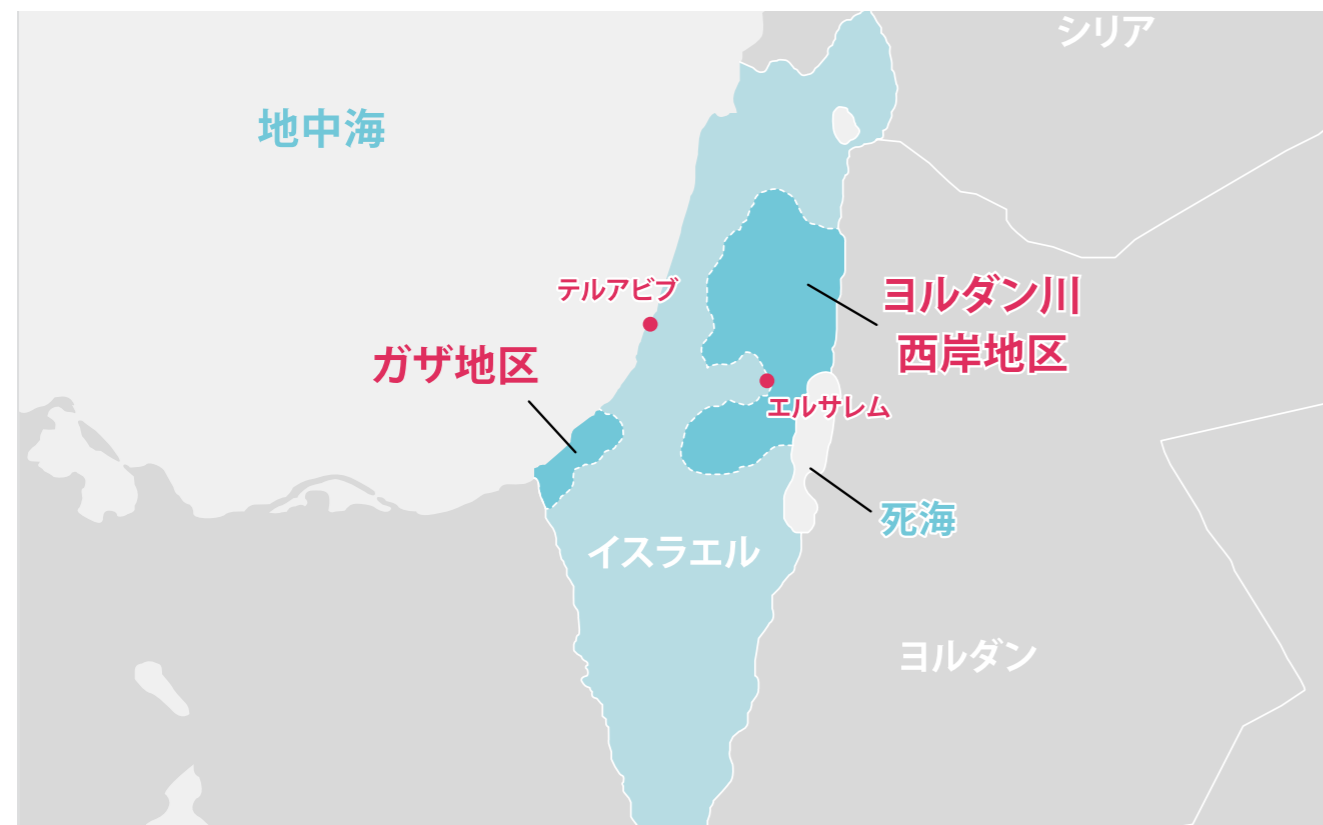 シリア
地中海
テルアビブ
ヨルダン川
西岸地区
ガザ地区
エルサレム
死海
イスラエル
ヨルダン